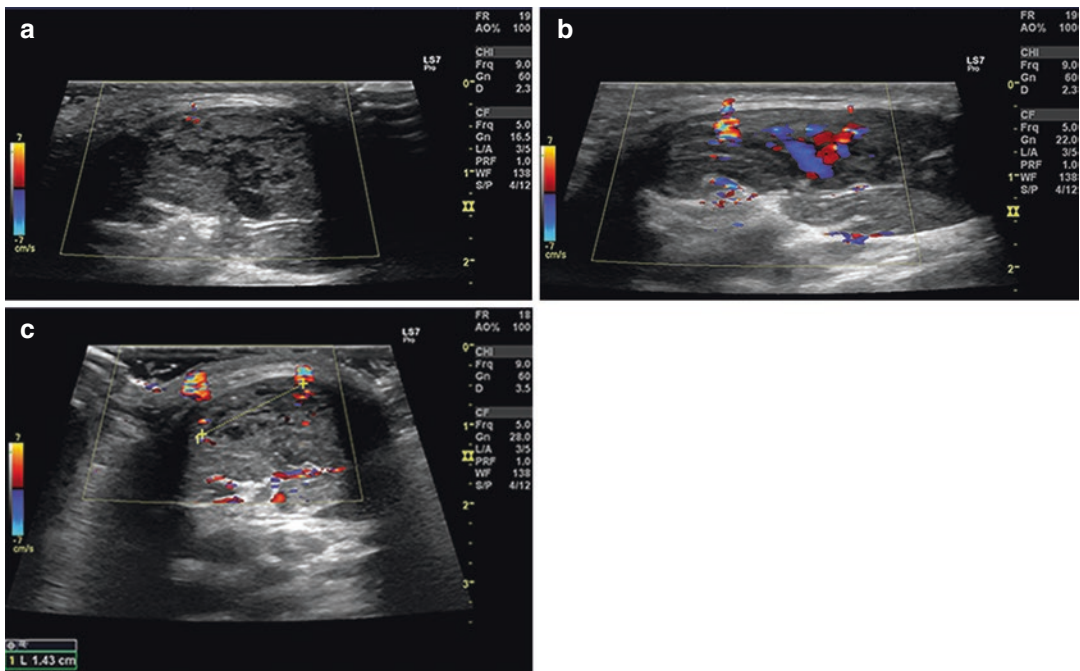 a
FR 19
AO% 100
LS7
Pro
CHI
Frq 9.0
Gn 60
D 2.3
CF
Frq 5.0
Gn 16.5
L/A 3/5
PRF 1.0
WF 138
S/P 4/12
7
-7
cm/s
0
1
2
b
FR 19
AO% 100
LS7
Pro
CHI
Frq 9.0
Gn 60
D 2.3
CF
Frq 5.0
Gn 22.0
L/A 3/5
PRF 1.0
WF 138
S/P 4/12
7
-7
cm/s
0
1
2
c
FR 18
AO% 100
LS7
Pro
CHI
Frq 9.0
Gn 60
D 3.5
CF
Frq 5.0
Gn 28.0
L/A 3/5
PRF 1.0
WF 138
S/P 4/12
7
-7
cm/s
0
1
2
3
1 L 1.43 cm